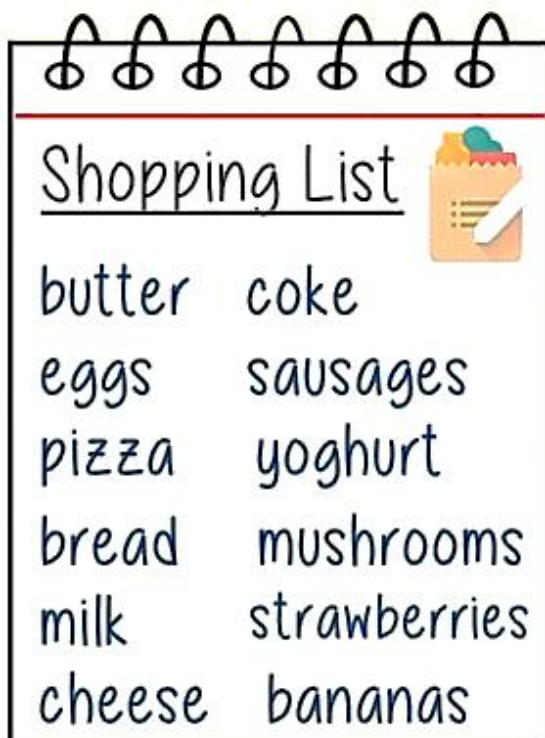 Shopping List
butter coke
eggs sausages
pizza yoghurt
bread mushrooms
milk strawberries
cheese bananas